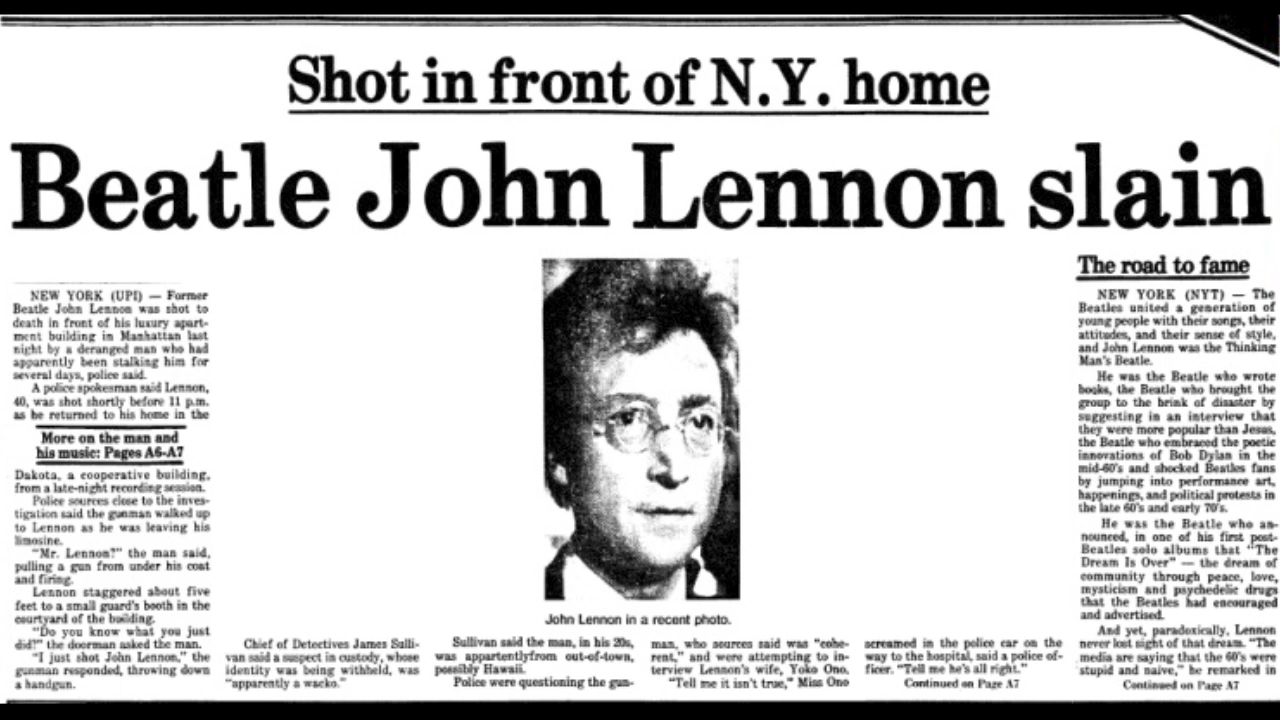 Shot in front of N.Y. home
Beatle John Lennon slain
NEW YORK (UPI) — Former
Beatle John Lennon was shot to
death in front of his luxury apart-
ment building in Manhattan last
night by a deranged man who had
apparently been stalking him for
several days, police said.
A police spokesman said Lennon,
40, was shot shortly before 11 p.m.
as he returned to his home in the
More on the man and
his music: Pages A6-A7
Dakota, a cooperative building,
from a late-night recording session.
Police sources close to the inves-
tigation said the gunman walked up
to Lennon as he was leaving his
limosine.
"Mr. Lennon?" the man said,
pulling a gun from under his coat
and firing.
Lennon staggered about five
feet to a small guard's booth in the
courtyard of the building.
"Do you know what you just
did?" the doorman asked the man.
"I just shot John Lennon," the
gunman responded, throwing down
a handgun.
Chief of Detectives James Sulli-
van said a suspect in custody, whose
identity was being withheld, was
"apparently a wacko."
John Lennon in a recent photo.
Sullivan said the man, in his 20s,
was appartentlyfrom out-of-town,
possibly Hawaii.
Police were questioning the gun-
man, who sources said was "cohe-
rent," and were attempting to in-
terview Lennon's wife, Yoko Ono.
"Tell me it isn't true," Miss Ono
screamed in the police car on the
way to the hospital, said a police of-
ficer. "Tell me he's all right."
Continued on Page A7
The road to fame
NEW YORK (NYT) — The
Beatles united a generation of
young people with their songs, their
attitudes, and their sense of style,
and John Lennon was the Thinking
Man's Beatle.
He was the Beatle who wrote
books, the Beatle who brought the
group to the brink of disaster by
suggesting in an interview that
they were more popular than Jesus,
the Beatle who embraced the poetic
innovations of Bob Dylan in the
mid-60's and shocked Beatles fans
by jumping into performance art,
happenings, and political protests in
the late 60's and early 70's.
He was the Beatle who an-
nounced, in one of his first post-
Beatles solo albums that "The
Dream Is Over" — the dream of
community through peace, love,
mysticism and psychedelic drugs
that the Beatles had encouraged
and advertised.
And yet, paradoxically, Lennon
never lost sight of that dream. "The
media are saying that the 60's were
stupid and naive," he remarked in
Continued on Page A7